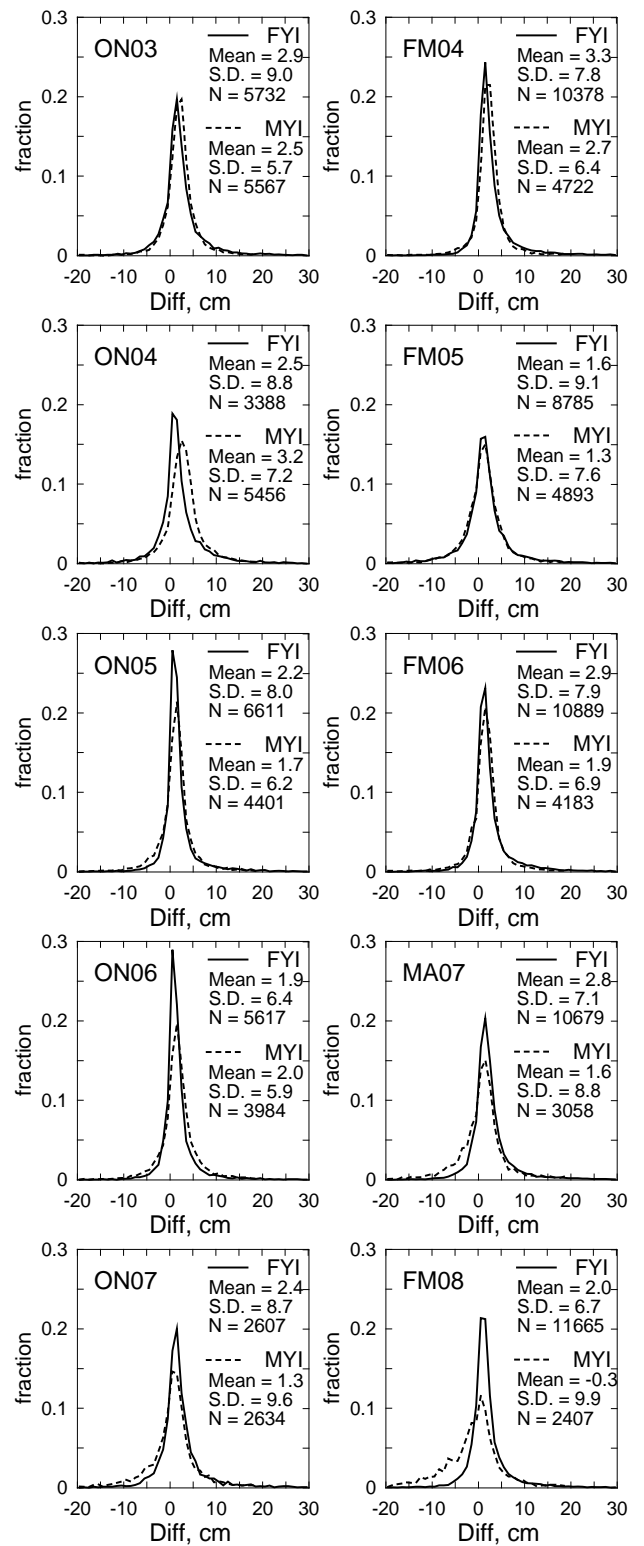 ON03
FYI
Mean = 2.9
S.D. = 9.0
N = 5732
MYI
Mean = 2.5
S.D. = 5.7
N = 5567
fraction
0.3
0.2
0.1
0
-20 -10 0 10 20 30
Diff, cm
FM04
FYI
Mean = 3.3
S.D. = 7.8
N = 10378
MYI
Mean = 2.7
S.D. = 6.4
N = 4722
fraction
0.3
0.2
0.1
0
-20 -10 0 10 20 30
Diff, cm
ON04
FYI
Mean = 2.5
S.D. = 8.8
N = 3388
MYI
Mean = 3.2
S.D. = 7.2
N = 5456
fraction
0.3
0.2
0.1
0
-20 -10 0 10 20 30
Diff, cm
FM05
FYI
Mean = 1.6
S.D. = 9.1
N = 8785
MYI
Mean = 1.3
S.D. = 7.6
N = 4893
fraction
0.3
0.2
0.1
0
-20 -10 0 10 20 30
Diff, cm
ON05
FYI
Mean = 2.2
S.D. = 8.0
N = 6611
MYI
Mean = 1.7
S.D. = 6.2
N = 4401
fraction
0.3
0.2
0.1
0
-20 -10 0 10 20 30
Diff, cm
FM06
FYI
Mean = 2.9
S.D. = 7.9
N = 10889
MYI
Mean = 1.9
S.D. = 6.9
N = 4183
fraction
0.3
0.2
0.1
0
-20 -10 0 10 20 30
Diff, cm
ON06
FYI
Mean = 1.9
S.D. = 6.4
N = 5617
MYI
Mean = 2.0
S.D. = 5.9
N = 3984
fraction
0.3
0.2
0.1
0
-20 -10 0 10 20 30
Diff, cm
MA07
FYI
Mean = 2.8
S.D. = 7.1
N = 10679
MYI
Mean = 1.6
S.D. = 8.8
N = 3058
fraction
0.3
0.2
0.1
0
-20 -10 0 10 20 30
Diff, cm
ON07
FYI
Mean = 2.4
S.D. = 8.7
N = 2607
MYI
Mean = 1.3
S.D. = 9.6
N = 2634
fraction
0.3
0.2
0.1
0
-20 -10 0 10 20 30
Diff, cm
FM08
FYI
Mean = 2.0
S.D. = 6.7
N = 11665
MYI
Mean = -0.3
S.D. = 9.9
N = 2407
fraction
0.3
0.2
0.1
0
-20 -10 0 10 20 30
Diff, cm